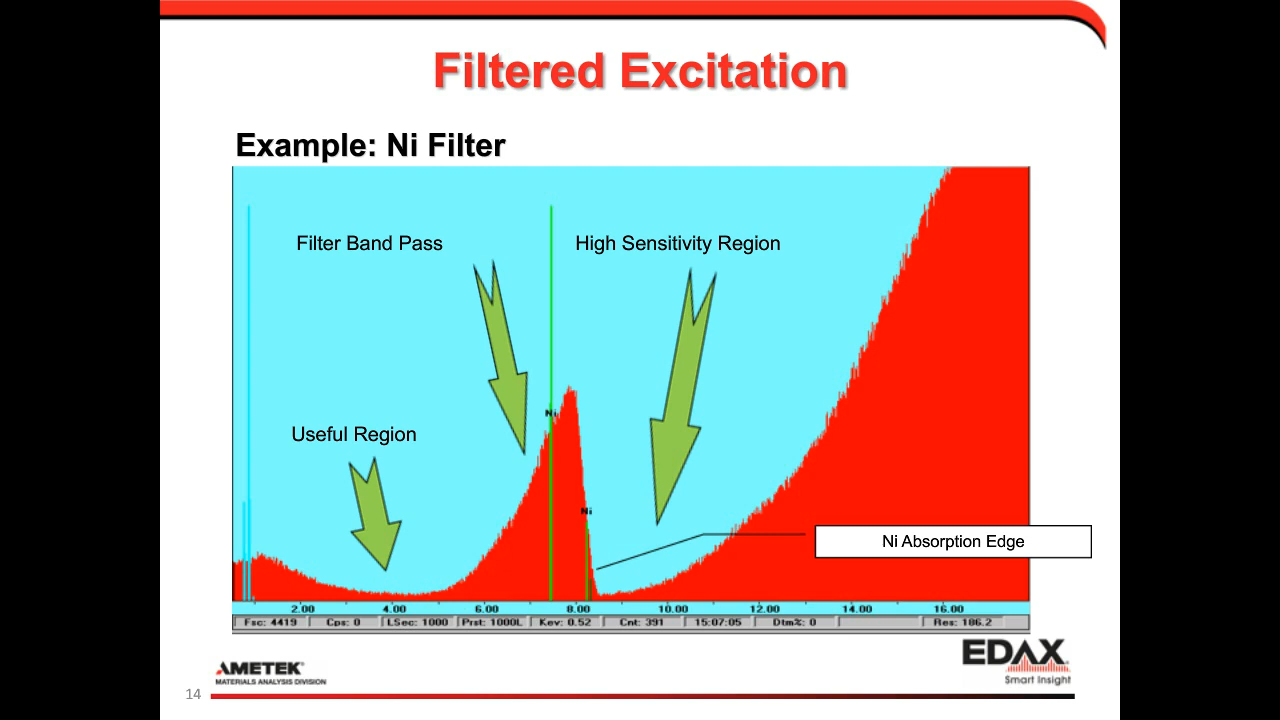 Filtered Excitation
Example: Ni Filter
Filter Band Pass
High Sensitivity Region
Ni
Useful Region
Ni
Ni Absorption Edge
2.00 4.00 6.00 8.00 10.00 12.00 14.00 16.00
Fsc: 4419 Cps: 0 LSec: 1000 Prst: 1000L Kev: 0.52 Cnt: 391 15:07:05 Dtm%: 0 Res: 186.2
AMETEK®
MATERIALS ANALYSIS DIVISION
EDAX
Smart Insight
14